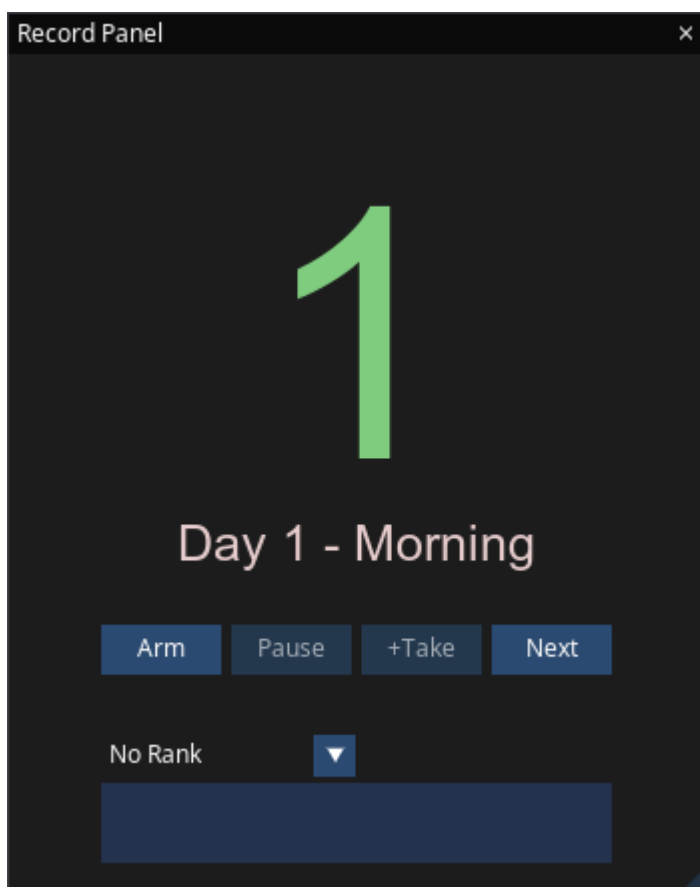 Record Panel
1
Day 1 - Morning
Arm Pause +Take Next
No Rank